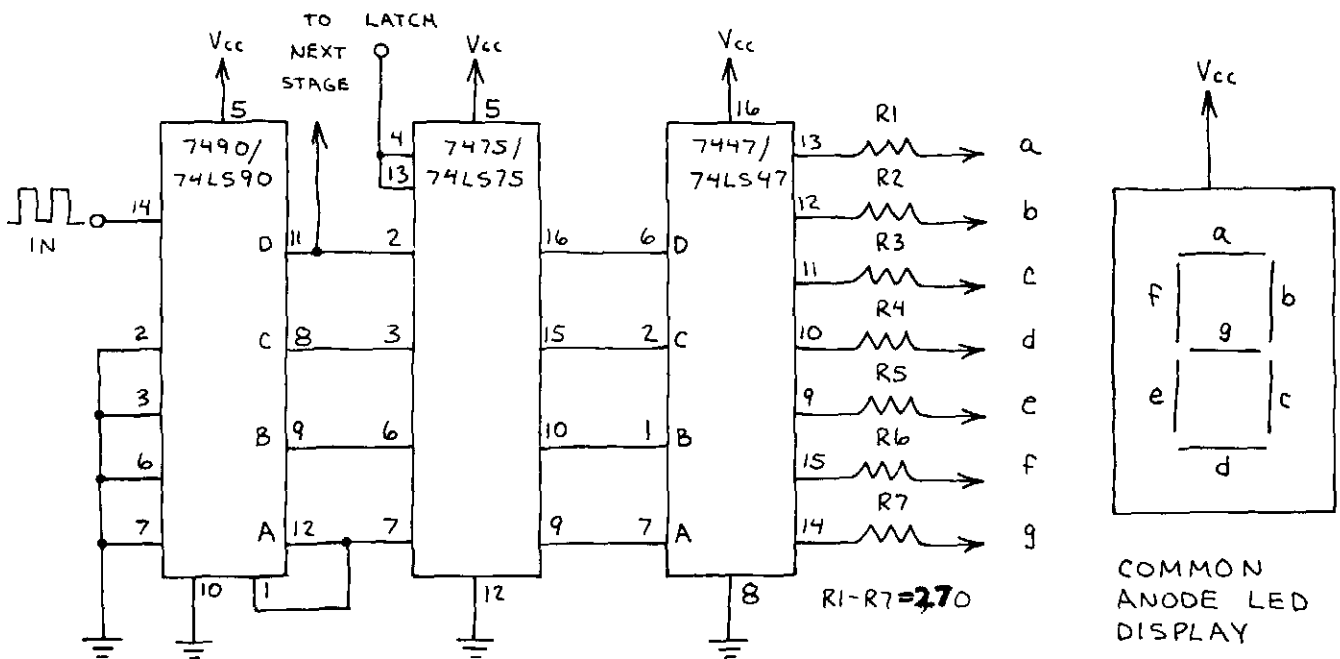 TO LATCH
NEXT
STAGE
Vcc
Vcc
Vcc
Vcc
5
5
16
7490/
74LS90
7475/
74LS75
7447/
74LS47
4
13
14
IN
D
11
2
16
6
D
2
C
8
3
15
2
C
3
B
9
6
10
1
B
6
7
A
12
7
9
7
A
10
1
12
8
13
R1
a
12
R2
b
11
R3
c
10
R4
d
9
R5
e
15
R6
f
14
R7
g
R1-R7=270
a
f
b
g
e
c
d
COMMON
ANODE LED
DISPLAY